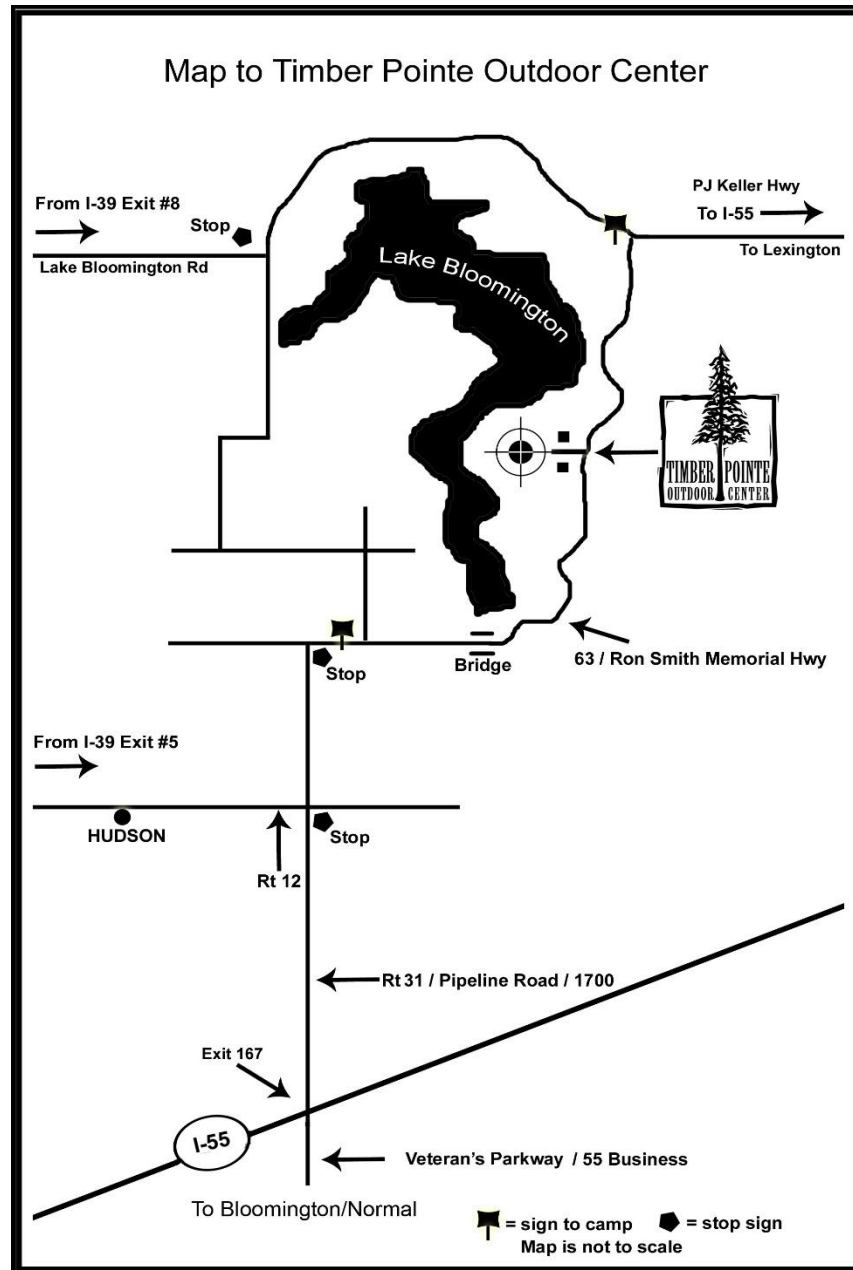 Map to Timber Pointe Outdoor Center
From I-39 Exit #8
Stop
Lake Bloomington Rd
PJ Keller Hwy
To I-55
To Lexington
Lake Bloomington
TIMBER POINTE
OUTDOOR CENTER
63 / Ron Smith Memorial Hwy
Bridge
Stop
From I-39 Exit #5
HUDSON
Stop
Rt 12
Rt 31 / Pipeline Road / 1700
Exit 167
I-55
Veteran's Parkway / 55 Business
To Bloomington/Normal
= sign to camp
= stop sign
Map is not to scale